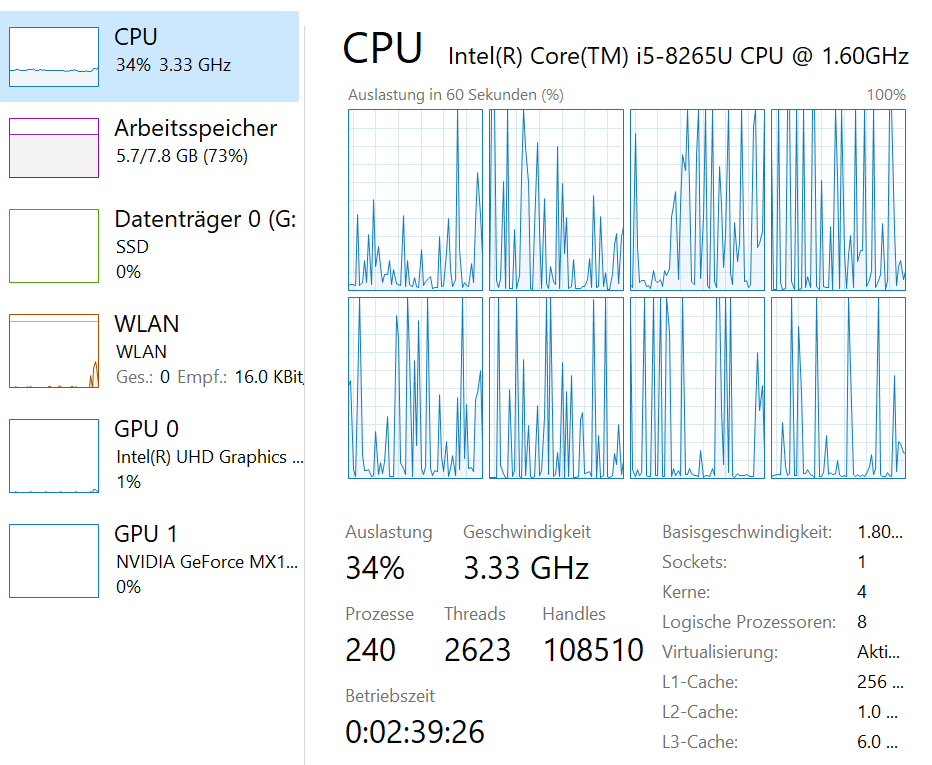 CPU
34% 3.33 GHz
Arbeitsspeicher
5.7/7.8 GB (73%)
Datenträger 0 (G:
SSD
0%
WLAN
WLAN
Ges.: 0 Empf.: 16.0 KBit
GPU 0
Intel(R) UHD Graphics ...
1%
GPU 1
NVIDIA GeForce MX1...
0%
CPU Intel(R) Core(TM) i5-8265U CPU @ 1.60GHz
Auslastung in 60 Sekunden (%) 100%
Auslastung Geschwindigkeit
34% 3.33 GHz
Prozesse Threads Handles
240 2623 108510
Betriebszeit
0:02:39:26
Basisgeschwindigkeit: 1.80...
Sockets: 1
Kerne: 4
Logische Prozessoren: 8
Virtualisierung: Akti...
L1-Cache: 256 ...
L2-Cache: 1.0 ...
L3-Cache: 6.0 ...